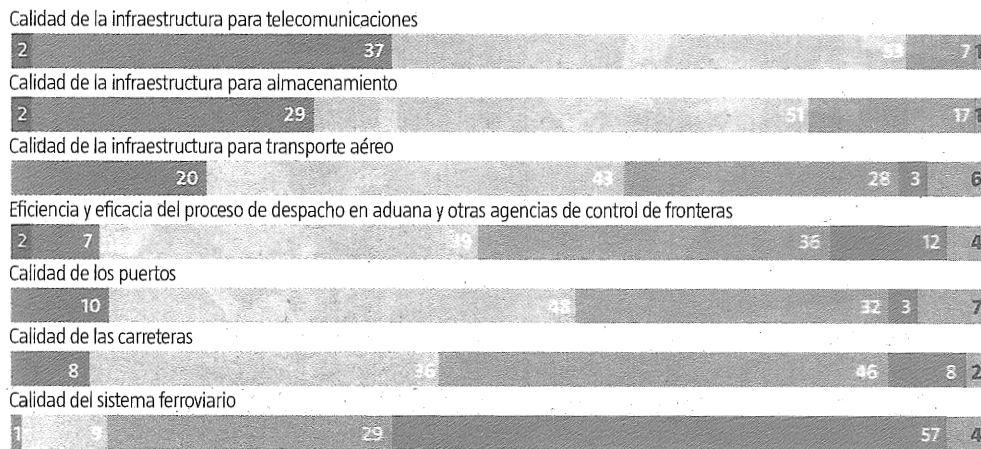 Calidad de la infraestructura para telecomunicaciones
2 37 53 7 1
Calidad de la infraestructura para almacenamiento
2 29 51 17 1
Calidad de la infraestructura para transporte aéreo
20 43 28 3 6
Eficiencia y eficacia del proceso de despacho en aduana y otras agencias de control de fronteras
2 7 39 36 12 4
Calidad de los puertos
10 48 32 3 7
Calidad de las carreteras
8 36 46 8 2
Calidad del sistema ferroviario
1 9 29 57 4